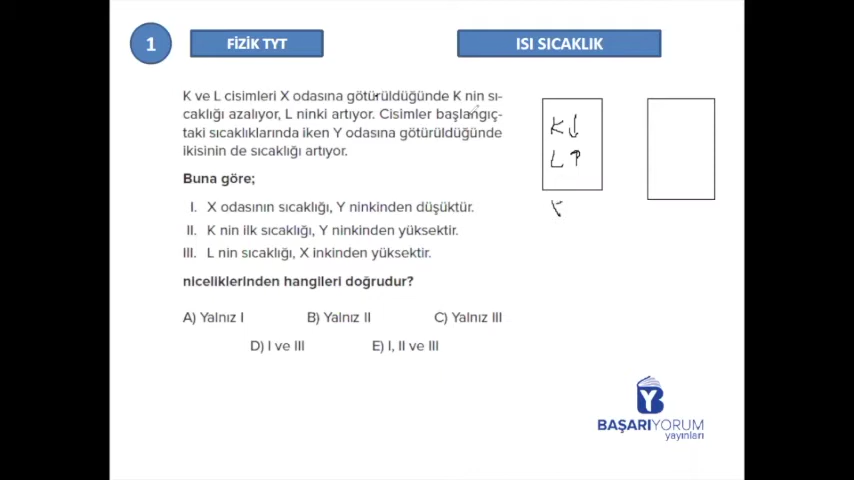 1
FİZİK TYT
ISI SICAKLIK
K ve L cisimleri X odasına götürüldüğünde K nin sı-
caklığı azalıyor, L ninki artıyor. Cisimler başlangıç-
taki sıcaklıklarında iken Y odasına götürüldüğünde
ikisinin de sıcaklığı artıyor.
Buna göre;
I. X odasının sıcaklığı, Y ninkinden düşüktür.
II. K nin ilk sıcaklığı, Y ninkinden yüksektir.
III. L nin sıcaklığı, X inkinden yüksektir.
niceliklerinden hangileri doğrudur?
A) Yalnız I B) Yalnız II C) Yalnız III
D) I ve III E) I, II ve III
K ↓
L ↑
BAŞARIYORUM
yayınları